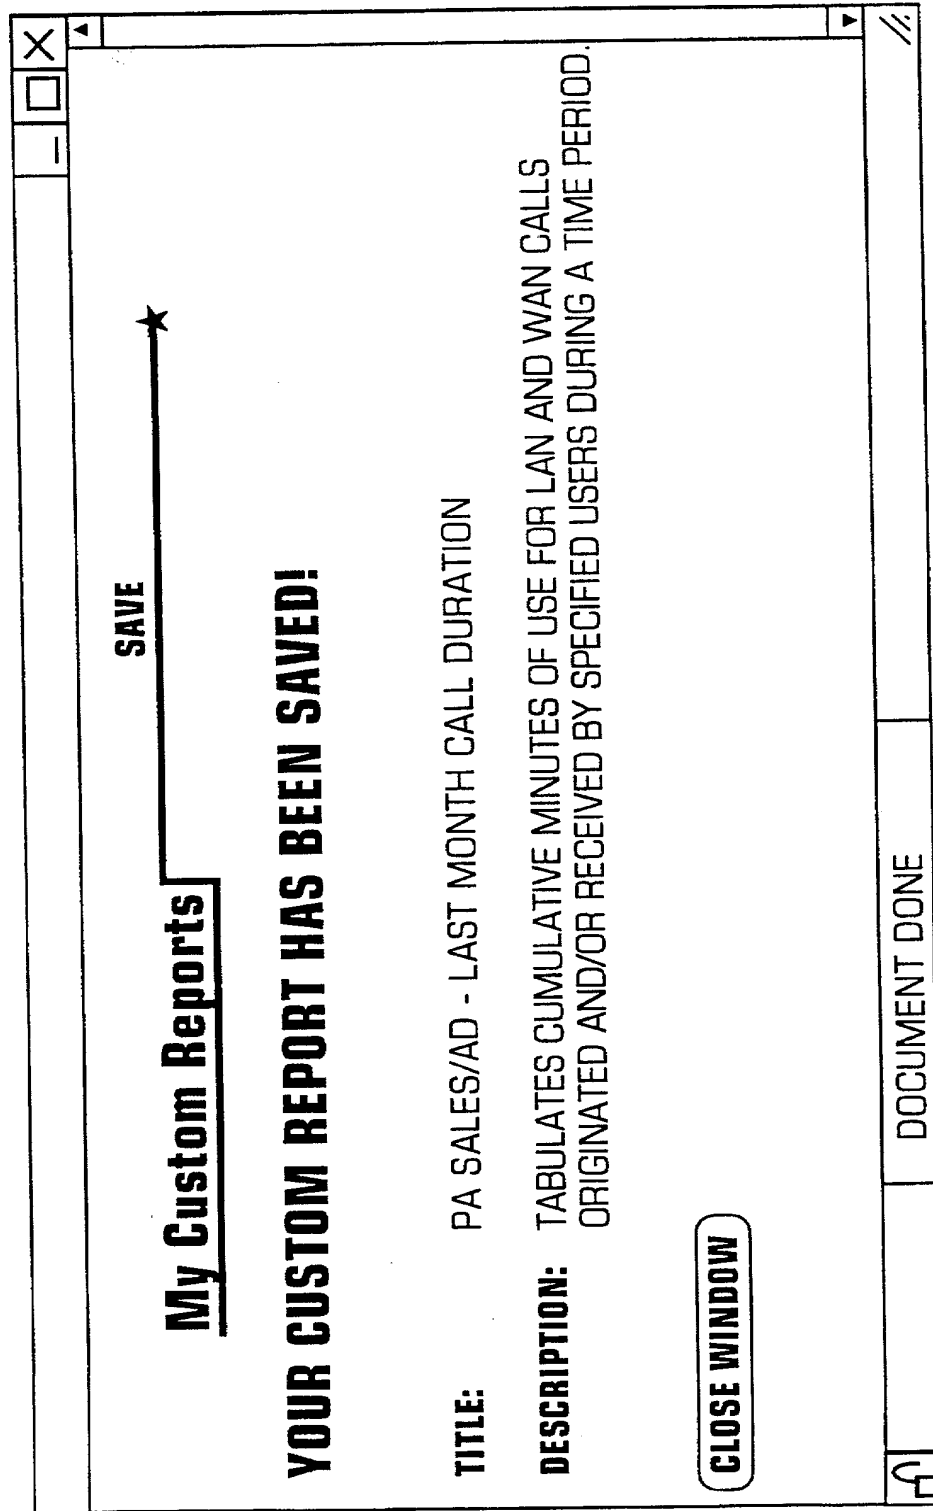 SAVE
My Custom Reports
YOUR CUSTOM REPORT HAS BEEN SAVED!
TITLE: PA SALES/AD - LAST MONTH CALL DURATION
DESCRIPTION: TABULATES CUMULATIVE MINUTES OF USE FOR LAN AND WAN CALLS
ORIGINATED AND/OR RECEIVED BY SPECIFIED USERS DURING A TIME PERIOD.
CLOSE WINDOW
DOCUMENT DONE